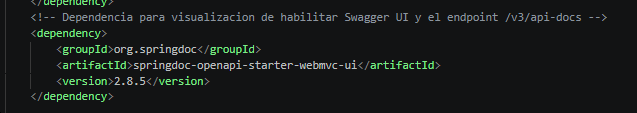 </dependency>
<!-- Dependencia para visualizacion de habilitar Swagger UI y el endpoint /v3/api-docs -->
<dependency>
<groupId>org.springdoc</groupId>
<artifactId>springdoc-openapi-starter-webmvc-ui</artifactId>
<version>2.8.5</version>
</dependency>